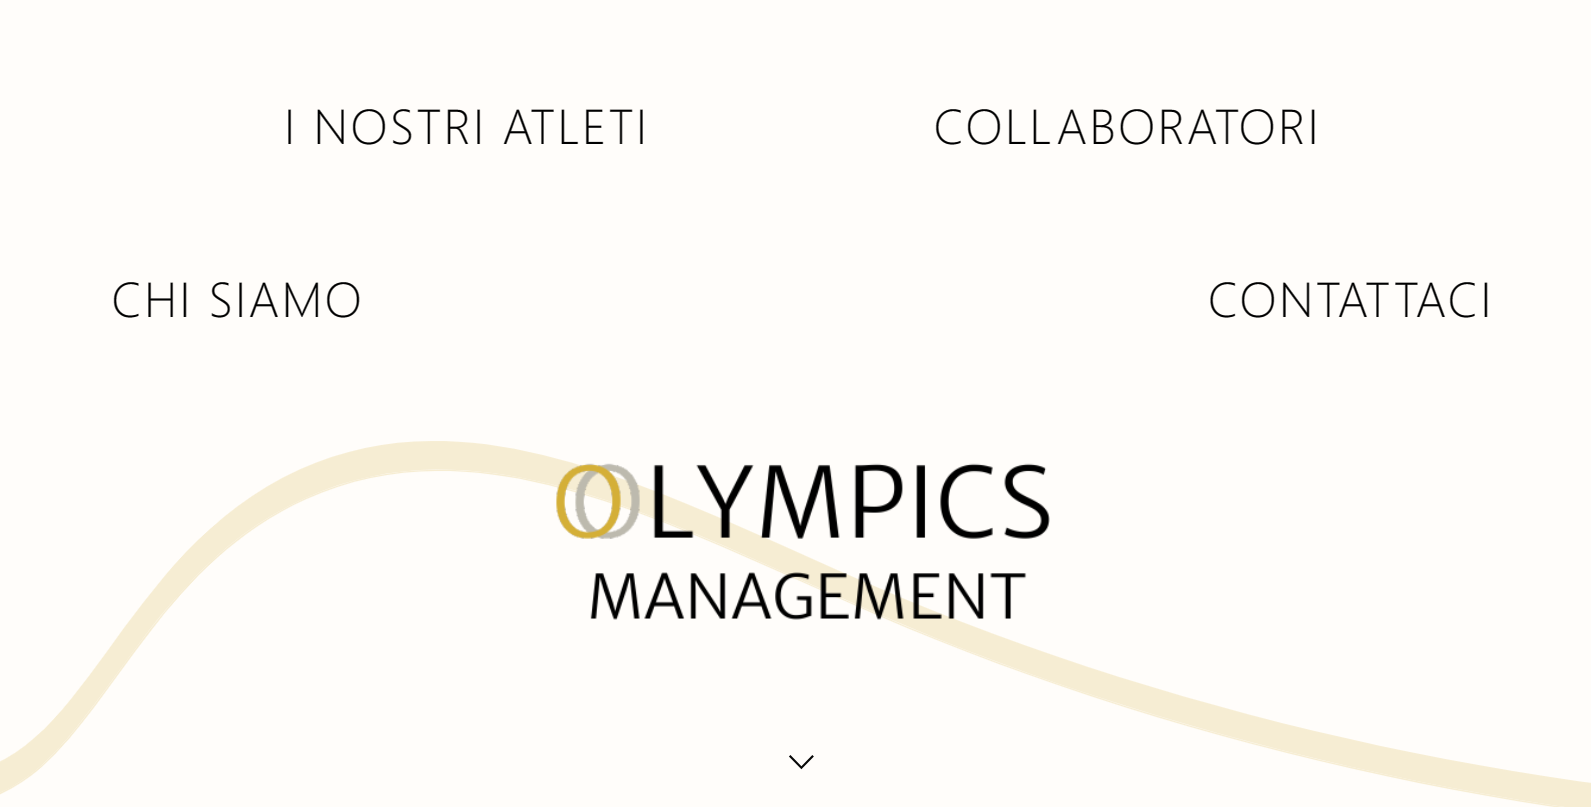 I NOSTRI ATLETI
COLLABORATORI
CHI SIAMO
CONTATTACI
OLYMPICS
MANAGEMENT